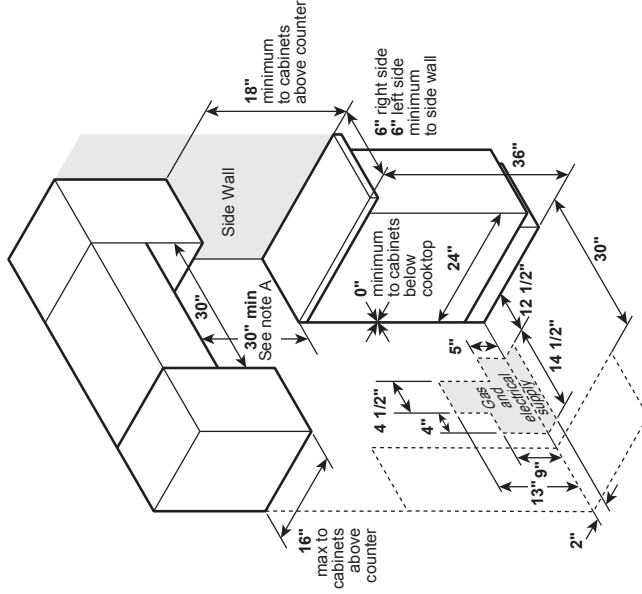 18"
minimum
to cabinets
above counter
Side Wall
6" right side
6" left side
minimum
to side wall
30"
30" min
See note A
36"
0"
minimum
to cabinets
below
cooktop
24"
16"
max to
cabinets
above
counter
30"
12 1/2"
14 1/2"
5"
4 1/2"
4"
Gas
and
electrical
supply
13"
9"
2"